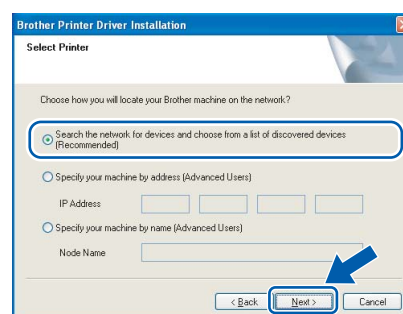 Brother Printer Driver Installation
Select Printer
Choose how you will locate your Brother machine on the network?
Search the network for devices and choose from a list of discovered devices
(Recommended)
Specify your machine by address (Advanced Users)
IP Address
Specify your machine by name (Advanced Users)
Node Name
< Back
Next >
Cancel